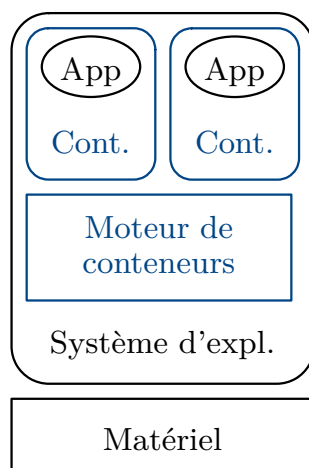 App App
Cont. Cont.
Moteur de
conteneurs
Système d'expl.
Matériel